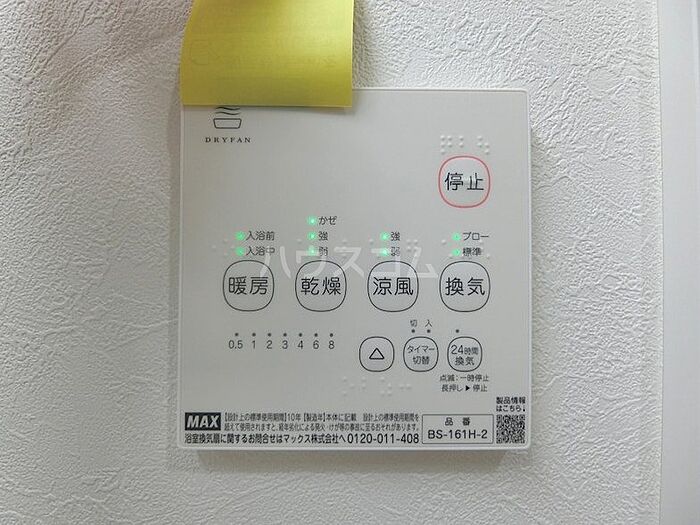 DRYFAN
停止
かぜ
入浴前 強 強 ブロー
入浴中 弱 弱 標準
ハウスコム
暖房 乾燥 涼風 換気
切 入
0.5 1 2 3 4 6 8
タイマー切替
24時間換気
点滅:一時停止
長押し▶停止
製品情報
はこちら
MAX
【設計上の標準使用期間】10年【製造年】本体に記載 設計上の標準使用期間を
超えて使用されますと、経年劣化による発火・けが等の事故に至るおそれがあります。
浴室換気扇に関するお問合せはマックス株式会社へ 0120-011-408
品番
BS-161H-2